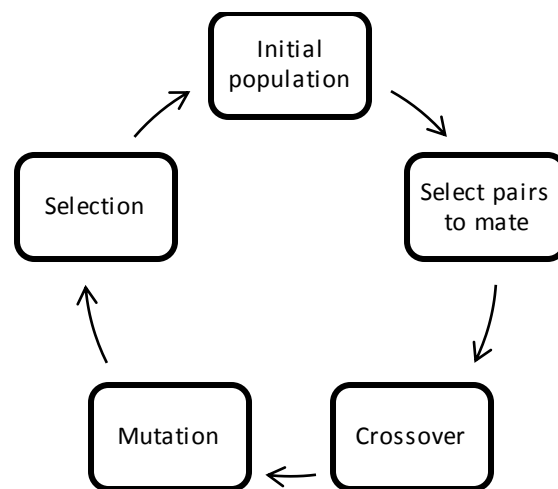 Initial
population
Select pairs
to mate
Crossover
Mutation
Selection